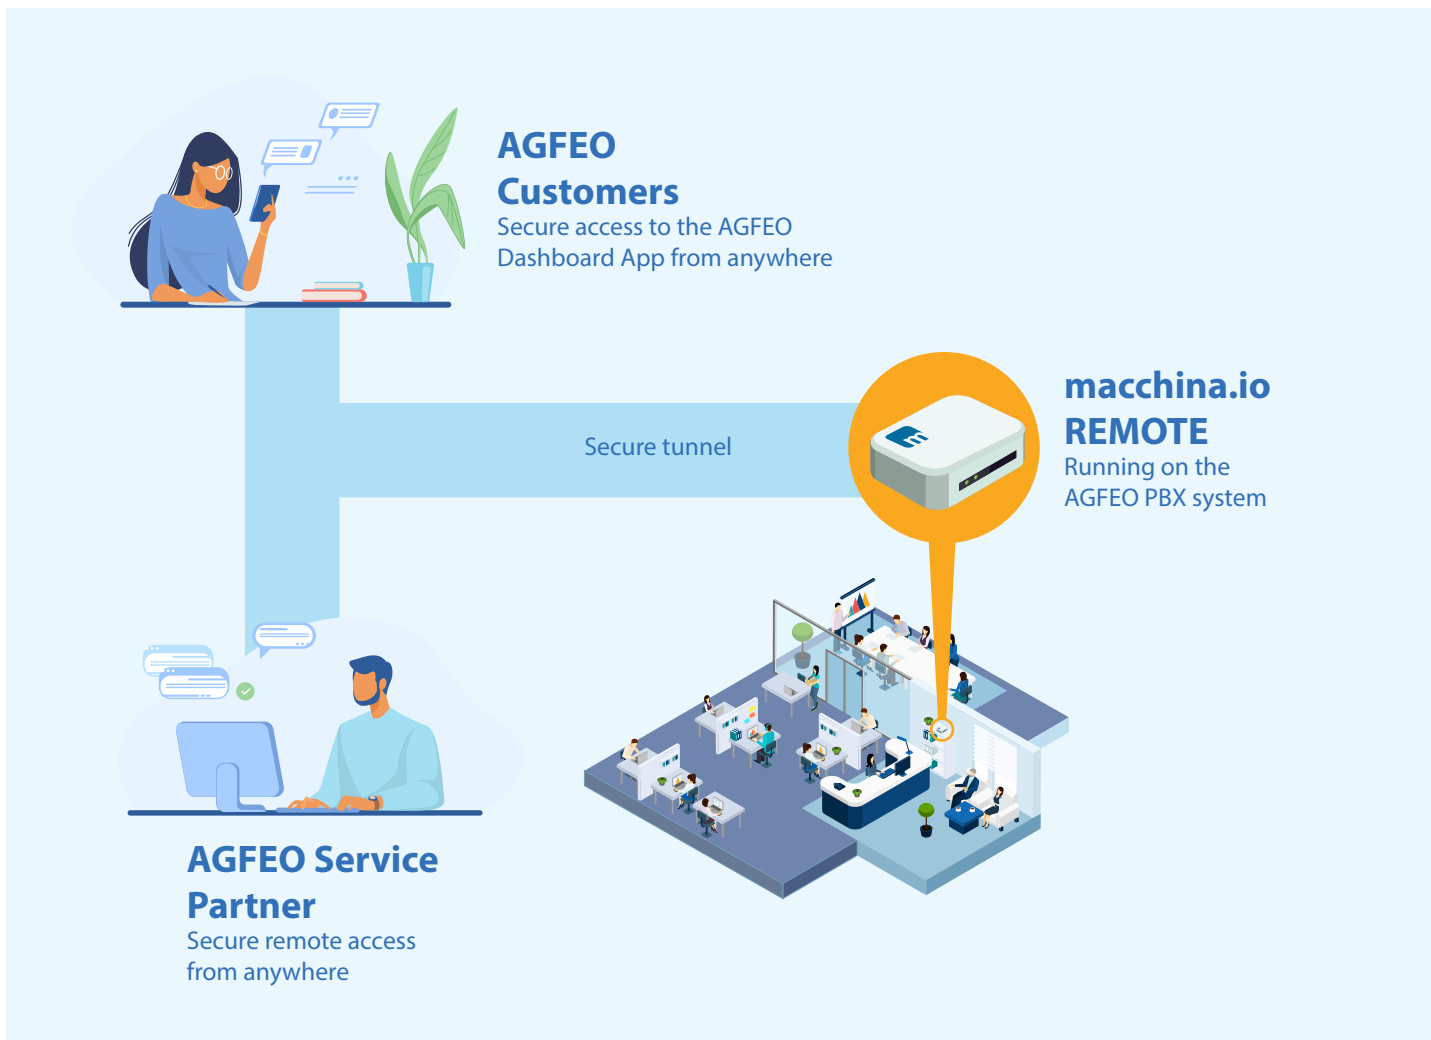 AGFEO
Customers
Secure access to the AGFEO
Dashboard App from anywhere
Secure tunnel
m
macchina.io
REMOTE
Running on the
AGFEO PBX system
AGFEO Service
Partner
Secure remote access
from anywhere